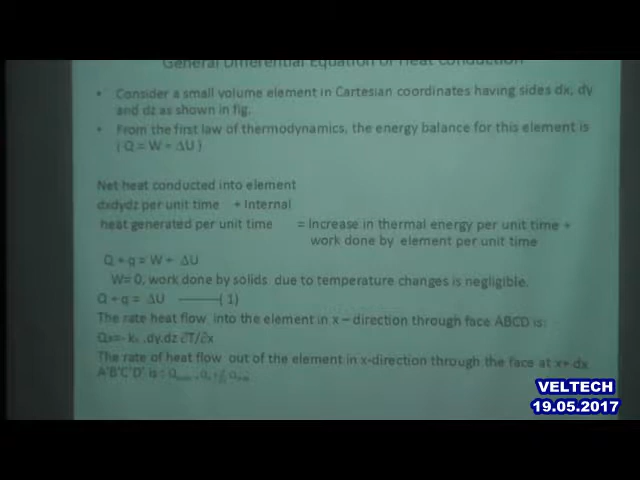 General Differential Equation of Heat conduction
• Consider a small volume element in Cartesian coordinates having sides dx, dy
and dz as shown in fig.
• From the first law of thermodynamics, the energy balance for this element is
( Q = W + ΔU )
Net heat conducted into element
dxdydz per unit time + Internal
heat generated per unit time = Increase in thermal energy per unit time +
work done by element per unit time
Q + q = W + ΔU
W= 0, work done by solids due to temperature changes is negligible.
Q + q = ΔU ———( 1)
The rate heat flow into the element in x – direction through face ABCD is:
Qx=- kₓ .dy.dz ∂T/∂x
The rate of heat flow out of the element in x-direction through the face at x+ dx
A'B'C'D' is :
VELTECH
19.05.2017